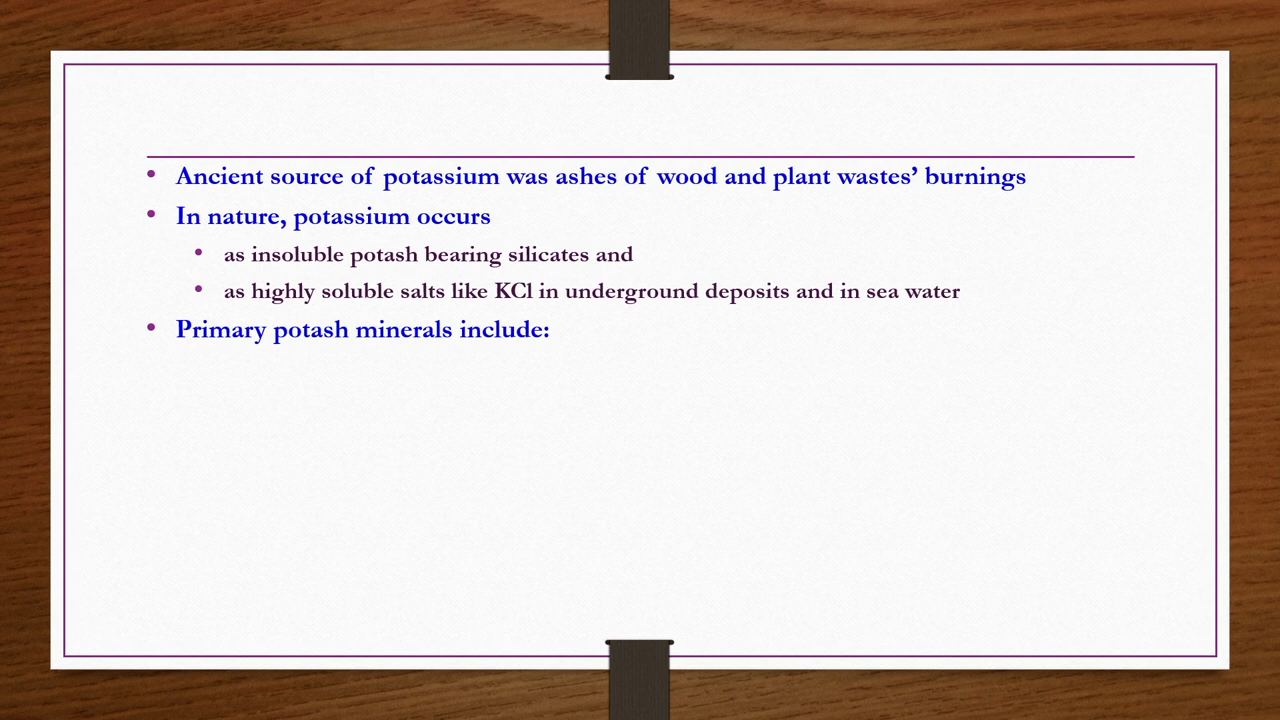 • Ancient source of potassium was ashes of wood and plant wastes’ burnings
• In nature, potassium occurs
• as insoluble potash bearing silicates and
• as highly soluble salts like KCl in underground deposits and in sea water
• Primary potash minerals include: